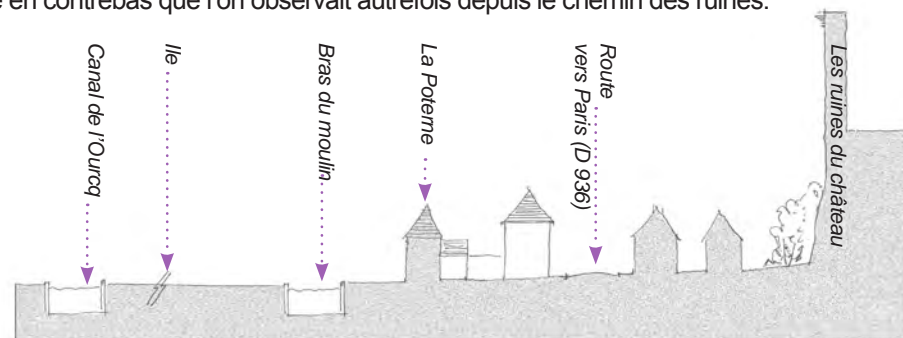 en contrebas que l'on observait autrefois depuis le chemin des ruines.
Canal de l'Ourcq
Ile
Bras du moulin
La Poterne
Route
vers Paris (D 936)
Les ruines du château